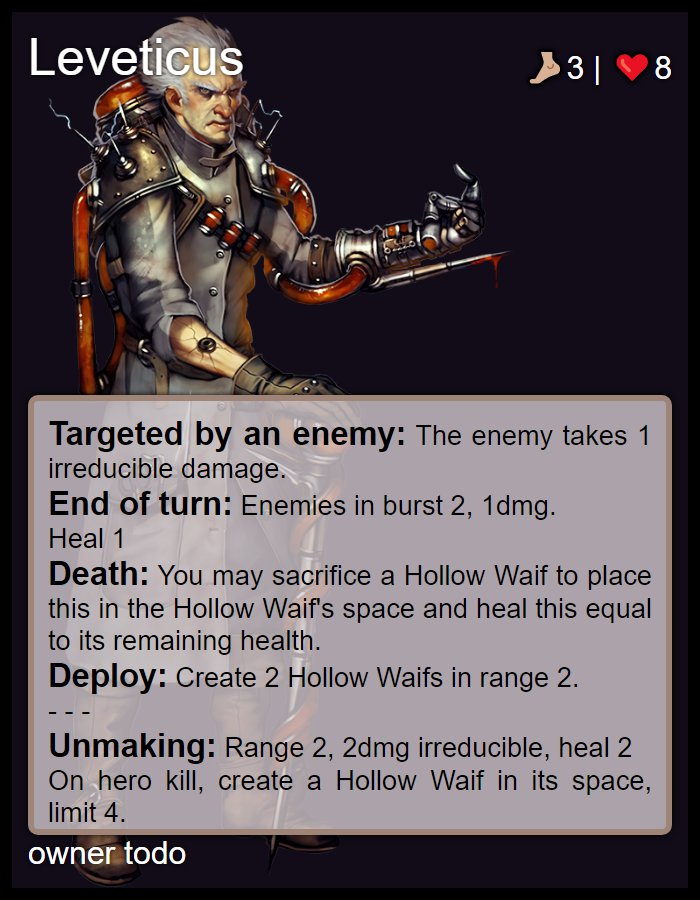 Leveticus
3 | 8
Targeted by an enemy: The enemy takes 1
irreducible damage.
End of turn: Enemies in burst 2, 1dmg.
Heal 1
Death: You may sacrifice a Hollow Waif to place
this in the Hollow Waif's space and heal this equal
to its remaining health.
Deploy: Create 2 Hollow Waifs in range 2.
- - -
Unmaking: Range 2, 2dmg irreducible, heal 2
On hero kill, create a Hollow Waif in its space,
limit 4.
owner todo